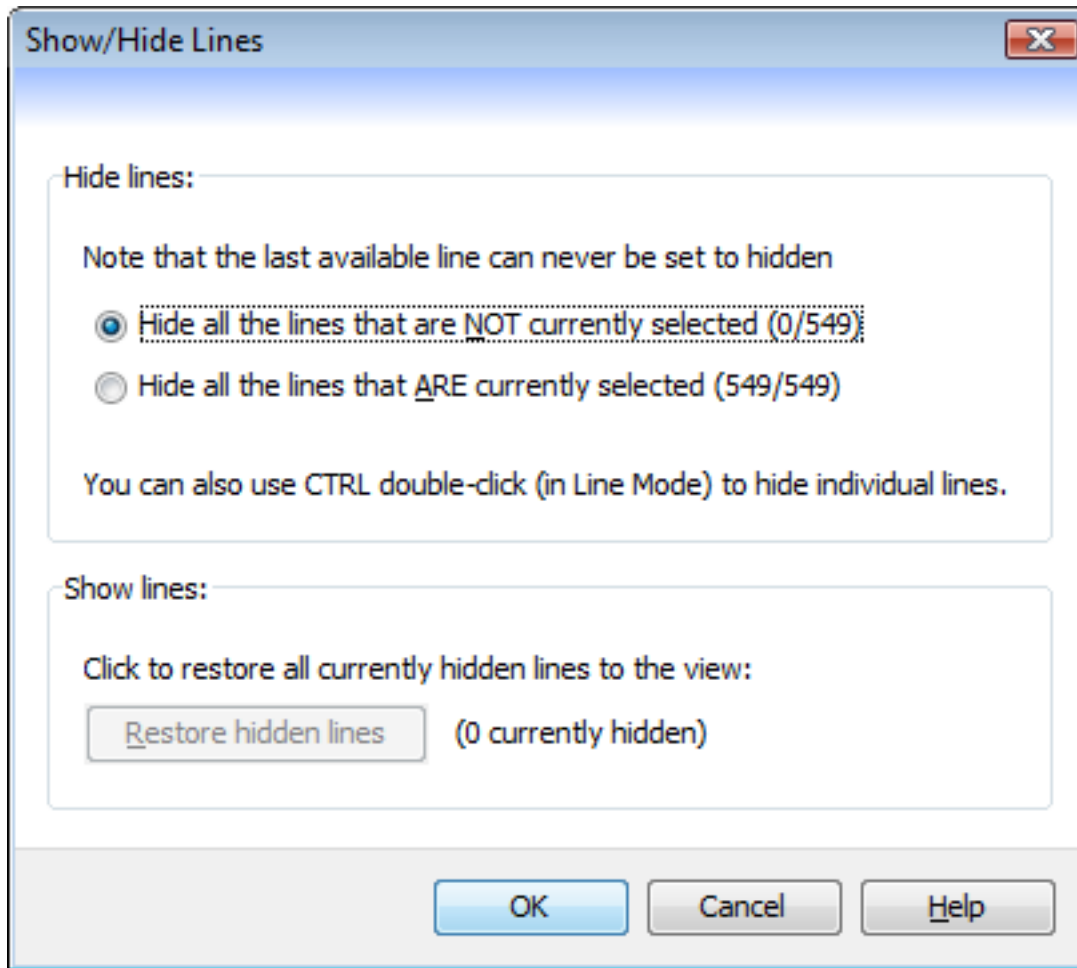 Show/Hide Lines
Hide lines:
Note that the last available line can never be set to hidden
Hide all the lines that are NOT currently selected (0/549)
Hide all the lines that ARE currently selected (549/549)
You can also use CTRL double-click (in Line Mode) to hide individual lines.
Show lines:
Click to restore all currently hidden lines to the view:
Restore hidden lines (0 currently hidden)
OK Cancel Help